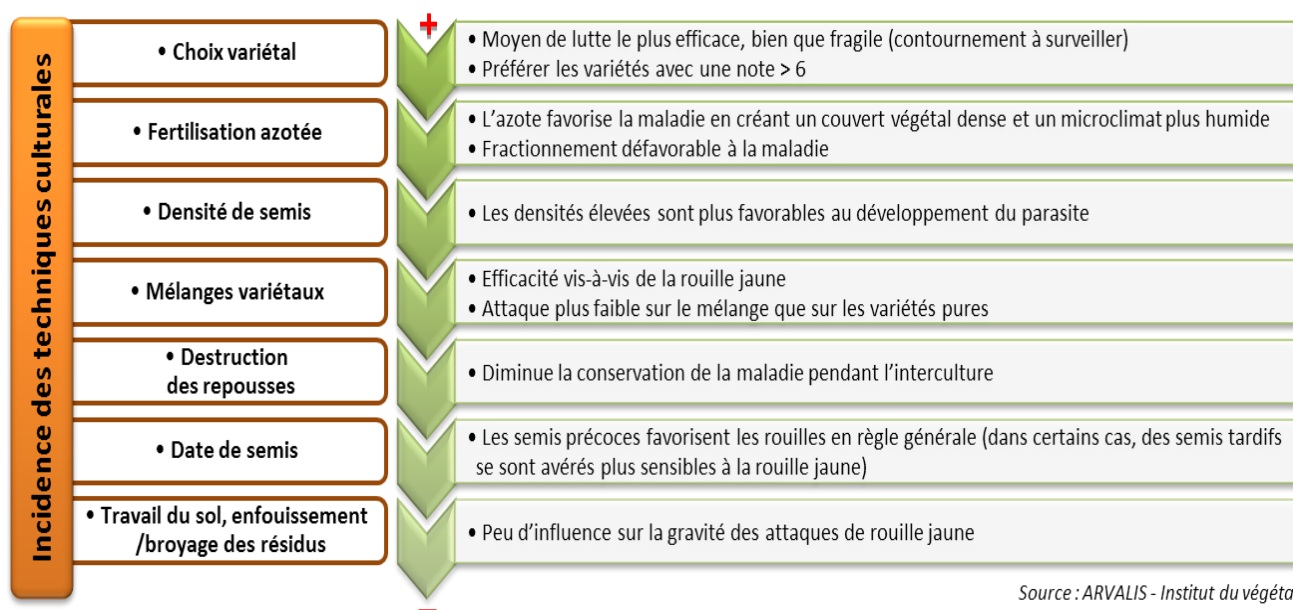 Incidence des techniques culturales
+
• Choix variétal
• Moyen de lutte le plus efficace, bien que fragile (contournement à surveiller)
• Préférer les variétés avec une note > 6
• Fertilisation azotée
• L'azote favorise la maladie en créant un couvert végétal dense et un microclimat plus humide
• Fractionnement défavorable à la maladie
• Densité de semis
• Les densités élevées sont plus favorables au développement du parasite
• Mélanges variétaux
• Efficacité vis-à-vis de la rouille jaune
• Attaque plus faible sur le mélange que sur les variétés pures
• Destruction
des repousses
• Diminue la conservation de la maladie pendant l'interculture
• Date de semis
• Les semis précoces favorisent les rouilles en règle générale (dans certains cas, des semis tardifs
se sont avérés plus sensibles à la rouille jaune)
• Travail du sol, enfouissement
/broyage des résidus
• Peu d'influence sur la gravité des attaques de rouille jaune
Source : ARVALIS - Institut du végéta